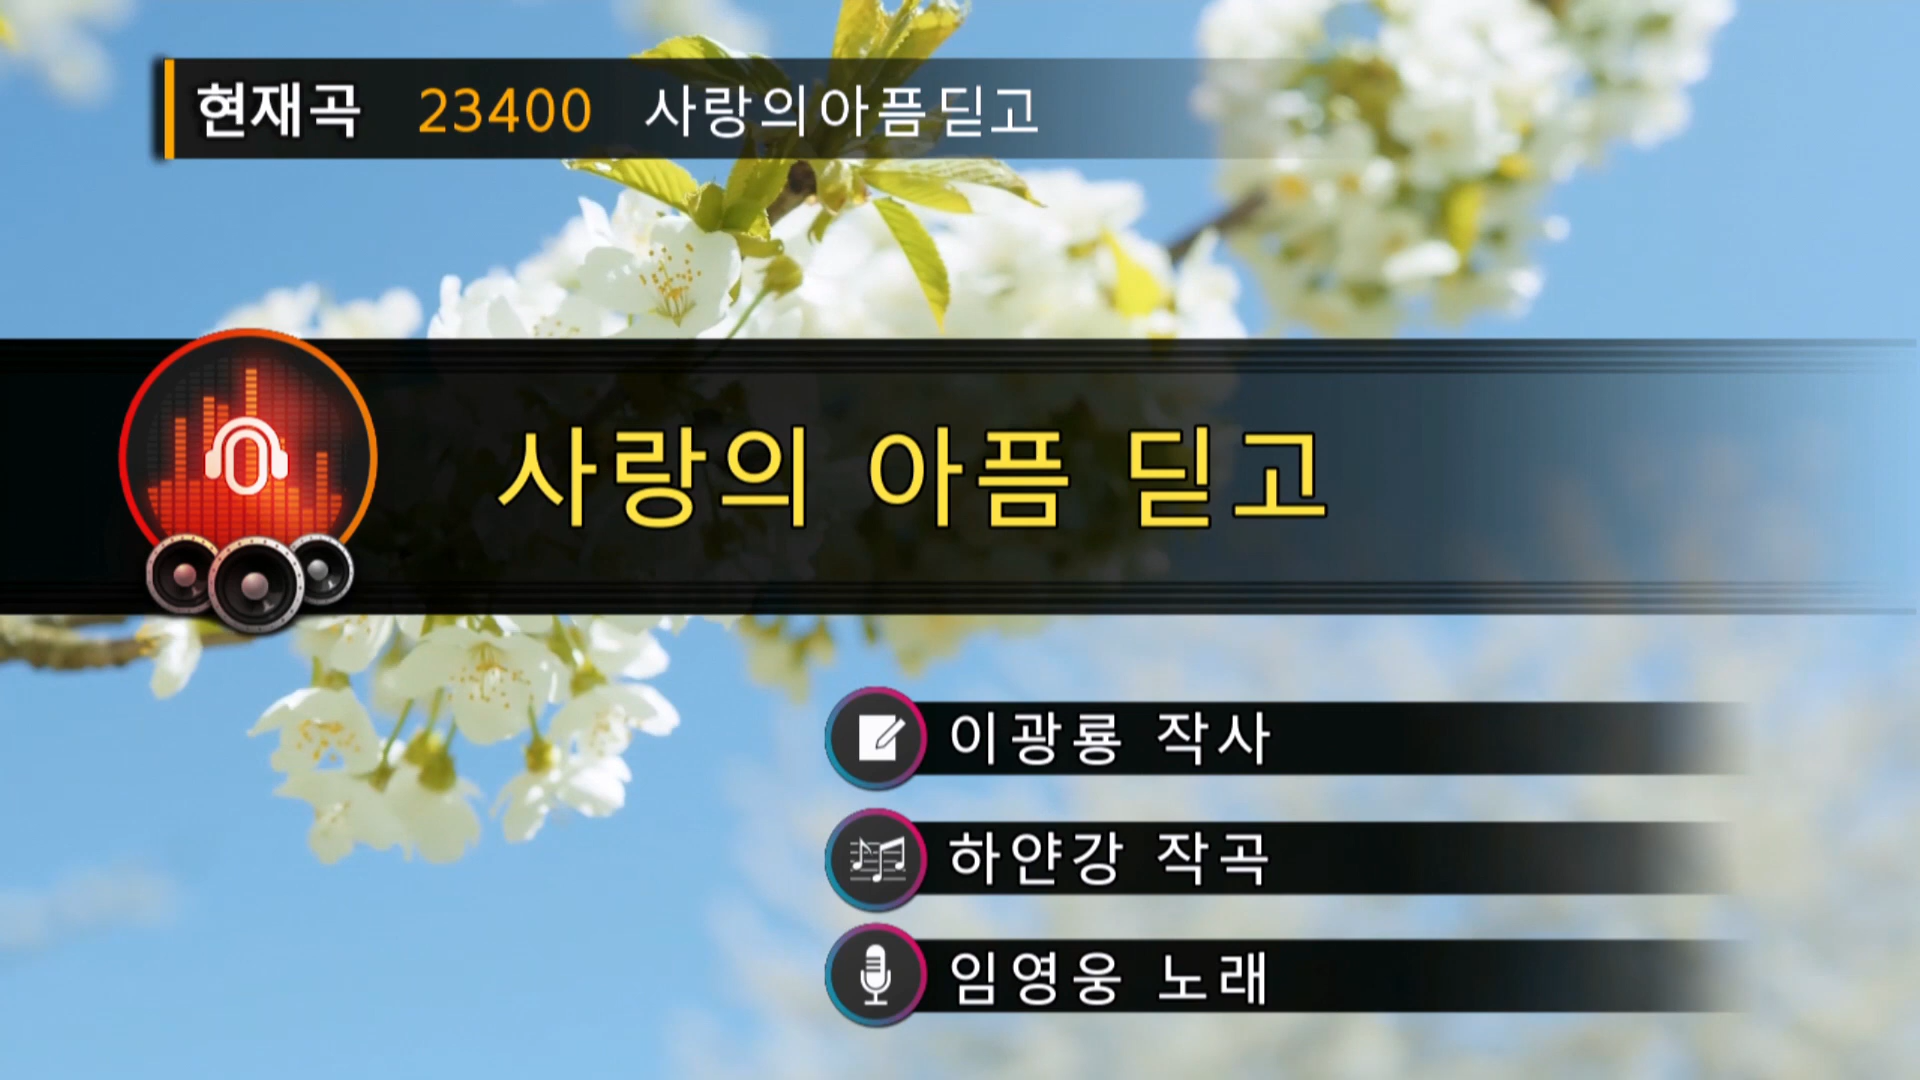 현재곡 23400 사랑의아픔딛고
사랑의 아픔 딛고
이광룡 작사
하얀강 작곡
임영웅 노래